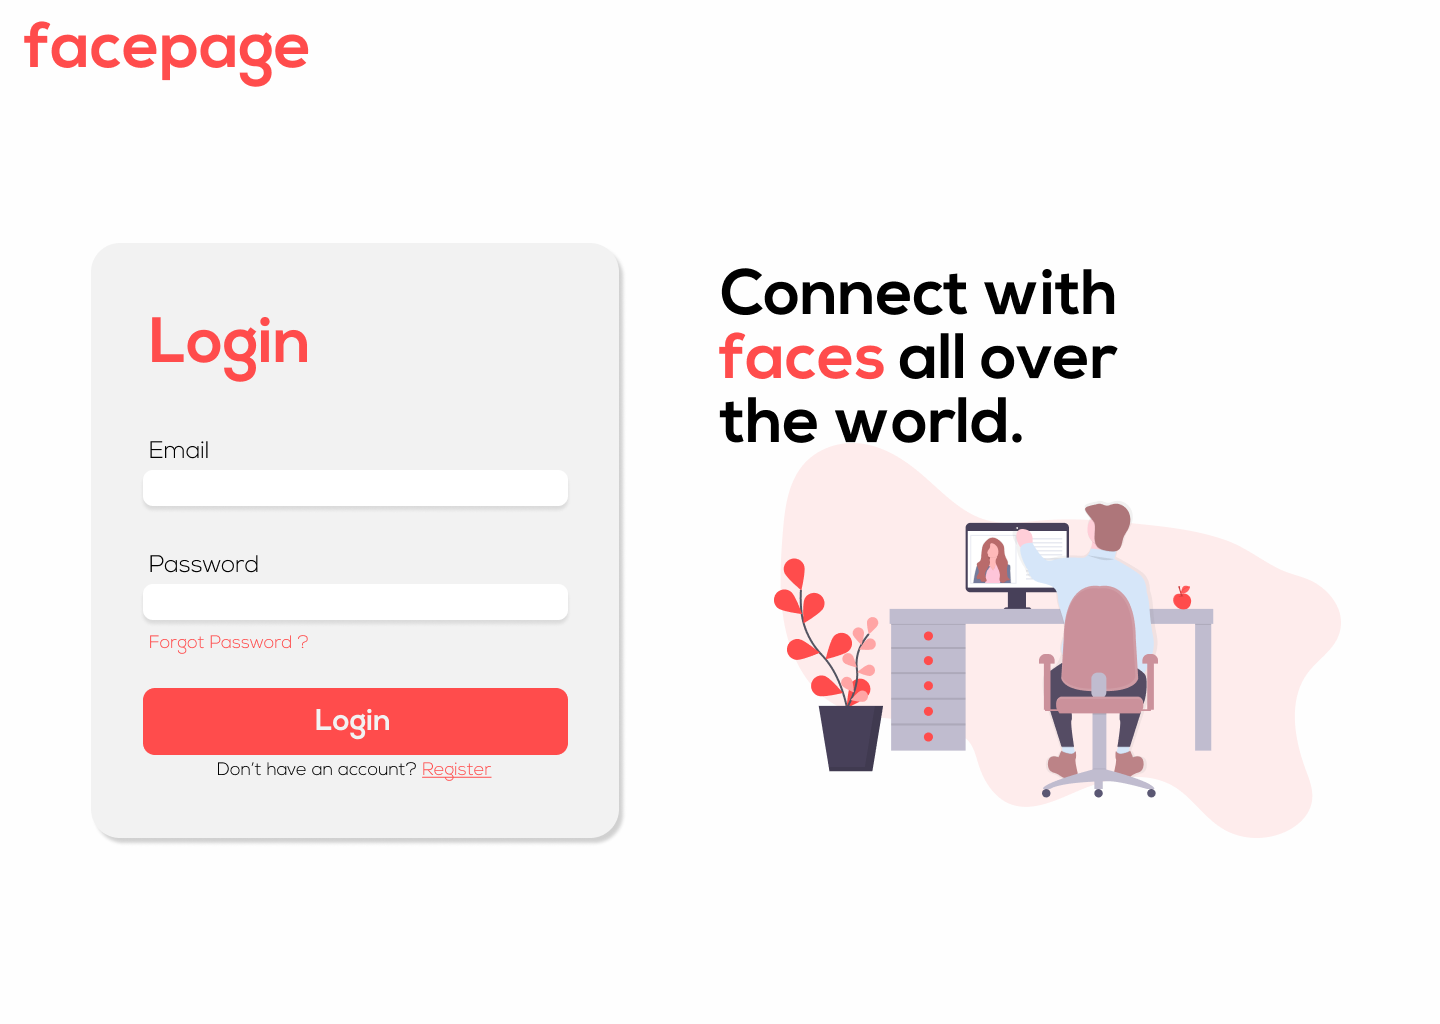 facepage
Login
Email
Password
Forgot Password ?
Login
Don't have an account? Register
Connect with
faces all over
the world.